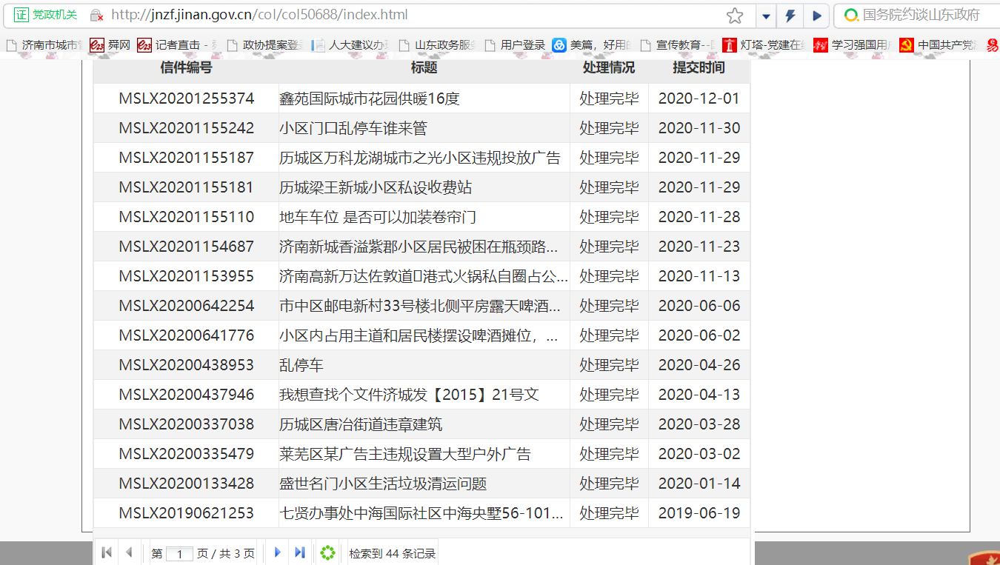 证 党政机关 http://jnzf.jinan.gov.cn/col/col50688/index.html 国务院约谈山东政府
济南市城市 舜网 记者直击 - 政协提案登 人大建议办 山东政务服 用户登录 美篇，好用 宣传教育-- 灯塔-党建在 学习强国用 中国共产党
信件编号 标题 处理情况 提交时间
MSLX20201255374 鑫苑国际城市花园供暖16度 处理完毕 2020-12-01
MSLX20201155242 小区门口乱停车谁来管 处理完毕 2020-11-30
MSLX20201155187 历城区万科龙湖城市之光小区违规投放广告 处理完毕 2020-11-29
MSLX20201155181 历城梁王新城小区私设收费站 处理完毕 2020-11-29
MSLX20201155110 地车车位 是否可以加装卷帘门 处理完毕 2020-11-28
MSLX20201154687 济南新城香溢紫郡小区居民被困在瓶颈路... 处理完毕 2020-11-23
MSLX20201153955 济南高新万达佐敦道港式火锅私自圈占公... 处理完毕 2020-11-13
MSLX20200642254 市中区邮电新村33号楼北侧平房露天啤酒... 处理完毕 2020-06-06
MSLX20200641776 小区内占用主道和居民楼摆设啤酒摊位，... 处理完毕 2020-06-02
MSLX20200438953 乱停车 处理完毕 2020-04-26
MSLX20200437946 我想查找个文件济城发【2015】21号文 处理完毕 2020-04-13
MSLX20200337038 历城区唐冶街道违章建筑 处理完毕 2020-03-28
MSLX20200335479 莱芜区某广告主违规设置大型户外广告 处理完毕 2020-03-02
MSLX20200133428 盛世名门小区生活垃圾清运问题 处理完毕 2020-01-14
MSLX20190621253 七贤办事处中海国际社区中海央墅56-101... 处理完毕 2019-06-19
第 1 页 / 共 3 页 检索到 44 条记录